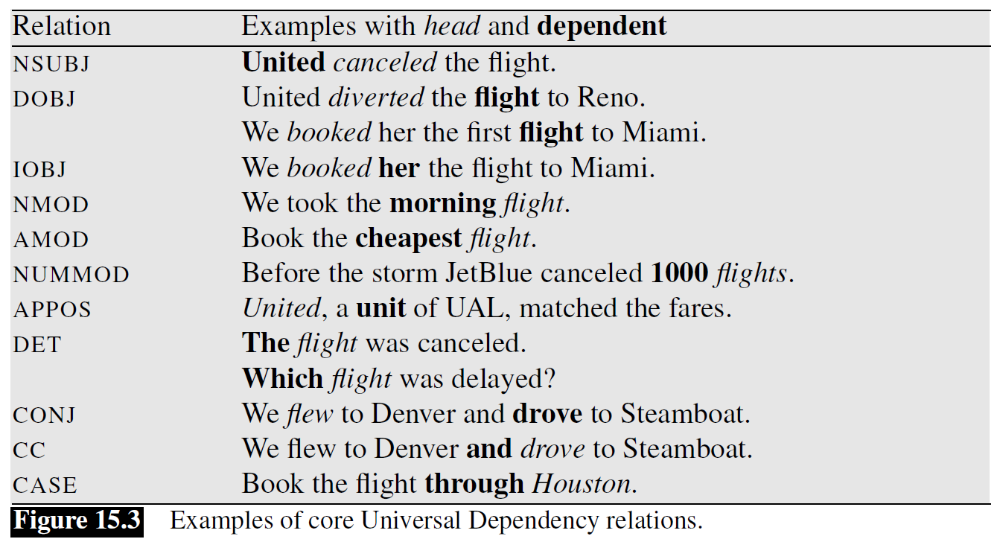 Relation Examples with head and dependent
NSUBJ United canceled the flight.
DOBJ United diverted the flight to Reno.
We booked her the first flight to Miami.
IOBJ We booked her the flight to Miami.
NMOD We took the morning flight.
AMOD Book the cheapest flight.
NUMMOD Before the storm JetBlue canceled 1000 flights.
APPOS United, a unit of UAL, matched the fares.
DET The flight was canceled.
Which flight was delayed?
CONJ We flew to Denver and drove to Steamboat.
CC We flew to Denver and drove to Steamboat.
CASE Book the flight through Houston.
Figure 15.3 Examples of core Universal Dependency relations.